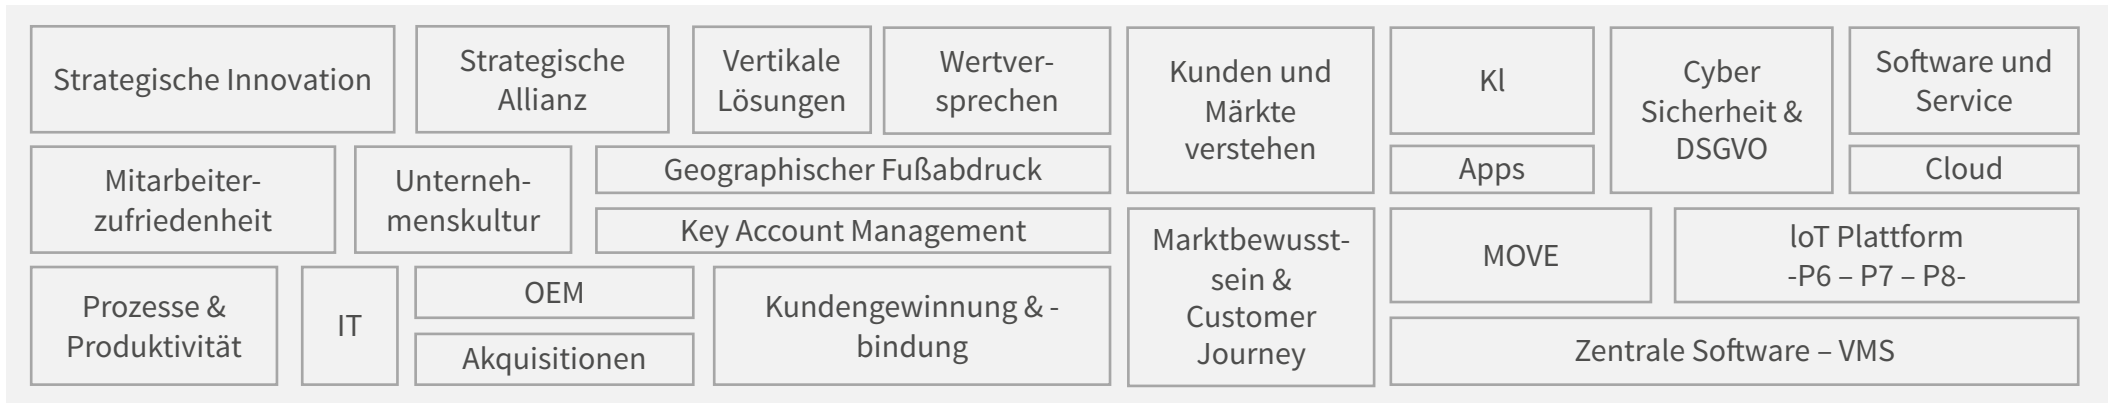 Strategische Innovation
Strategische
Allianz
Vertikale
Lösungen
Wertver-
sprechen
Kunden und
Märkte
verstehen
Kl
Cyber
Sicherheit &
DSGVO
Software und
Service
Mitarbeiter-
zufriedenheit
Unterneh-
menskultur
Geographischer Fußabdruck
Apps
Cloud
Key Account Management
Marktbewusst-
sein &
Customer
Journey
MOVE
loT Plattform
-P6 – P7 – P8-
Prozesse &
Produktivität
IT
OEM
Akquisitionen
Kundengewinnung & -
bindung
Zentrale Software – VMS